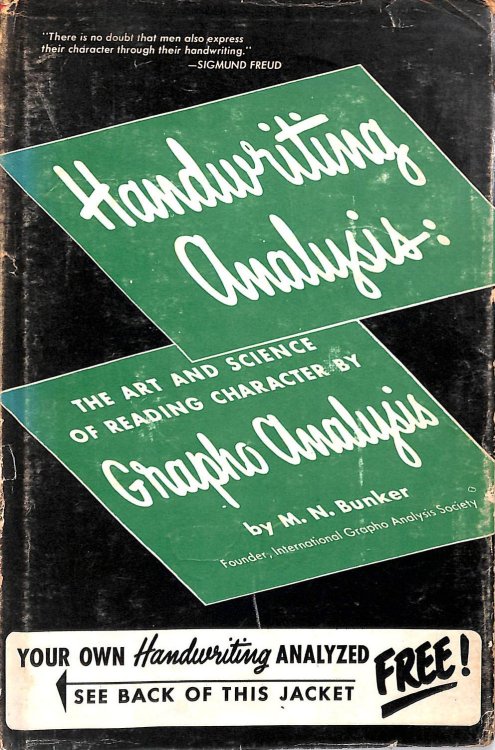 "There is no doubt that men also express
their character through their handwriting."
—SIGMUND FREUD
Handwriting
Analysis:
THE ART AND SCIENCE
OF READING CHARACTER BY
Grapho Analysis
by M. N. Bunker
Founder, International Grapho Analysis Society
YOUR OWN Handwriting ANALYZED
FREE!
SEE BACK OF THIS JACKET